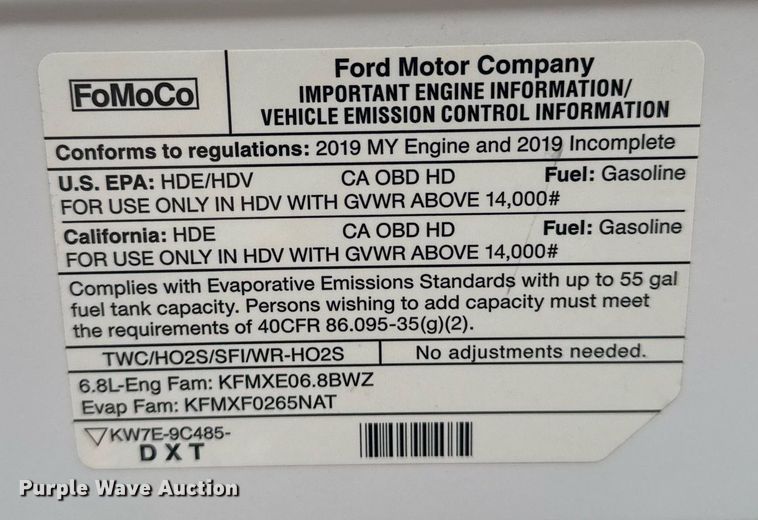 FoMoCo
Ford Motor Company
IMPORTANT ENGINE INFORMATION/
VEHICLE EMISSION CONTROL INFORMATION
Conforms to regulations: 2019 MY Engine and 2019 Incomplete
U.S. EPA: HDE/HDV CA OBD HD Fuel: Gasoline
FOR USE ONLY IN HDV WITH GVWR ABOVE 14,000#
California: HDE CA OBD HD Fuel: Gasoline
FOR USE ONLY IN HDV WITH GVWR ABOVE 14,000#
Complies with Evaporative Emissions Standards with up to 55 gal
fuel tank capacity. Persons wishing to add capacity must meet
the requirements of 40CFR 86.095-35(g)(2).
TWC/HO2S/SFI/WR-HO2S No adjustments needed.
6.8L-Eng Fam: KFMXE06.8BWZ
Evap Fam: KFMXF0265NAT
▽KW7E-9C485-
DXT
Purple Wave Auction